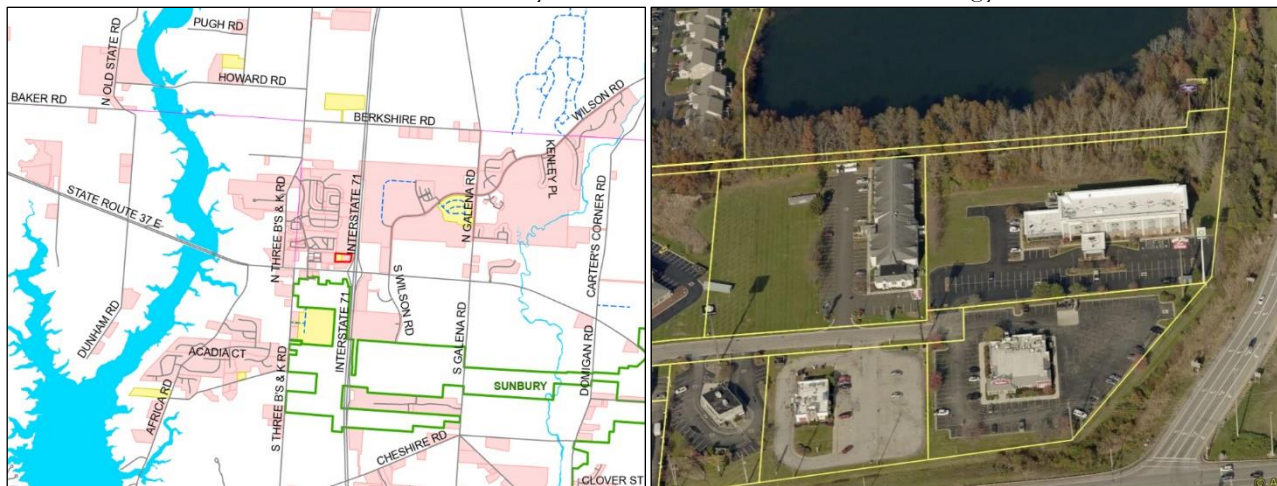 PUGH RD
N OLD STATE RD
HOWARD RD
WILSON RD
BAKER RD
BERKSHIRE RD
KENLEY PL
STATE ROUTE 37 E
N THREE B'S & K RD
INTERSTATE 71
N GALENA RD
CARTER'S CORNER RD
DUNHAM RD
INTERSTATE 71
S WILSON RD
S GALENA RD
DOMIGAN RD
ACADIA CT
AFRICA RD
S THREE B'S & K RD
SUNBURY
CHESHIRE RD
CLOVER ST